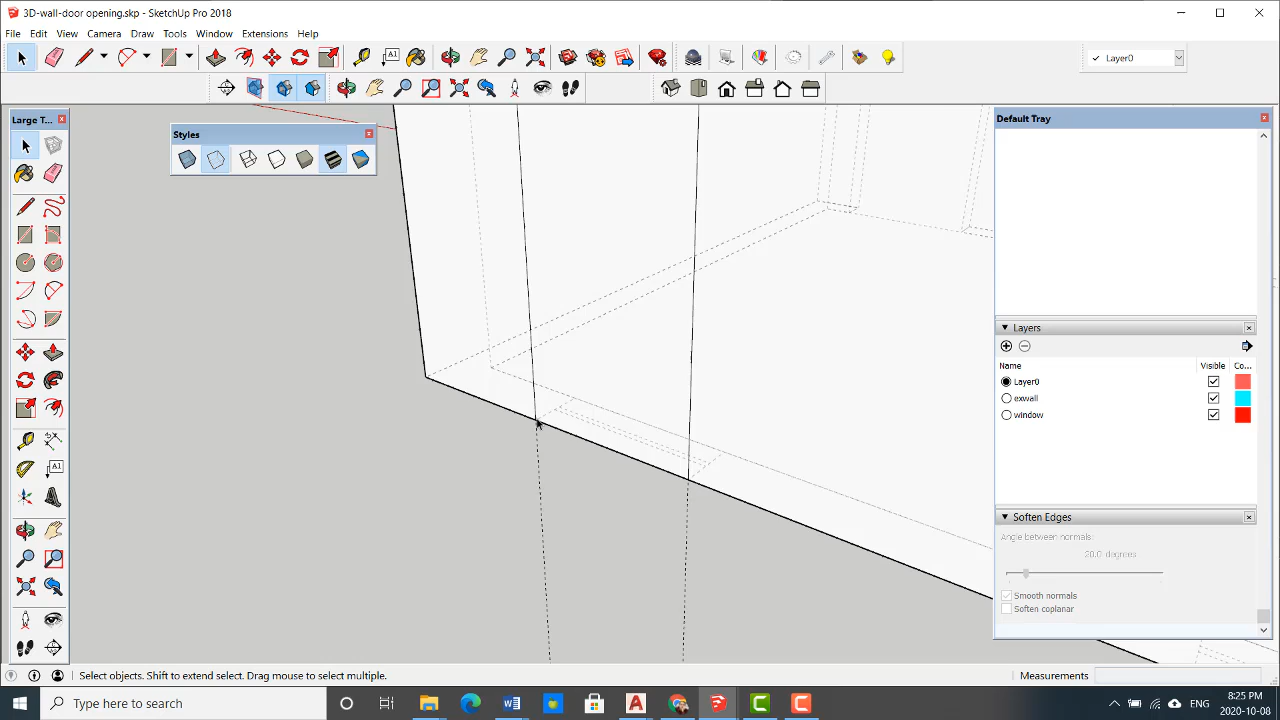 3D-wall-door opening.skp - SketchUp Pro 2018
File Edit View Camera Draw Tools Window Extensions Help
A1
Layer0
Large T...
Styles
Default Tray
Layers
Name Visible Co...
Layer0
exwall
window
A1
Soften Edges
Angle between normals:
20.0 degrees
Smooth normals
Soften coplanar
Select objects. Shift to extend select. Drag mouse to select multiple.
Measurements
Type here to search
ENG
8:25 PM
2020-10-08